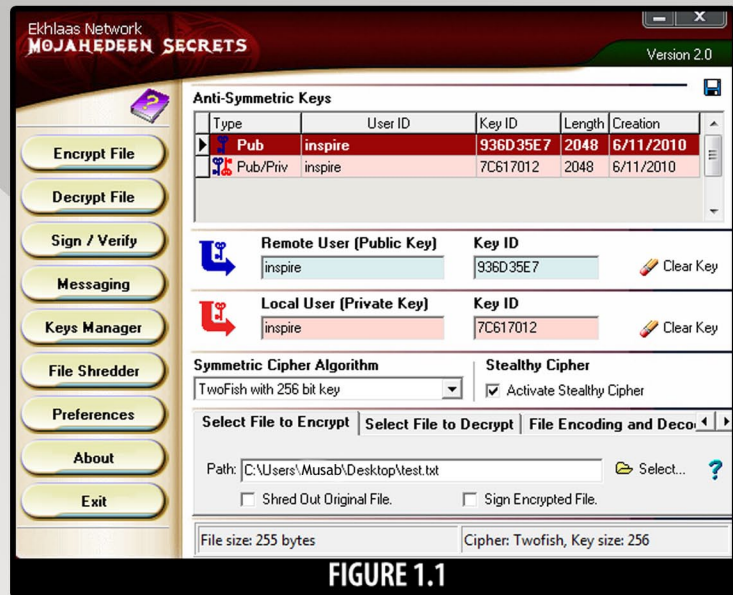 Ekhlaas Network
MOJAHEDEEN SECRETS
Version 2.0
Encrypt File
Decrypt File
Sign / Verify
Messaging
Keys Manager
File Shredder
Preferences
About
Exit
Anti-Symmetric Keys
Type User ID Key ID Length Creation
Pub inspire 936D35E7 2048 6/11/2010
Pub/Priv inspire 7C617012 2048 6/11/2010
Remote User (Public Key) Key ID
inspire 936D35E7 Clear Key
Local User (Private Key) Key ID
inspire 7C617012 Clear Key
Symmetric Cipher Algorithm Stealthy Cipher
TwoFish with 256 bit key Activate Stealthy Cipher
Select File to Encrypt Select File to Decrypt File Encoding and Deco
Path: C:\Users\Musab\Desktop\test.txt Select... ?
Shred Out Original File. Sign Encrypted File.
File size: 255 bytes Cipher: Twofish, Key size: 256
FIGURE 1.1